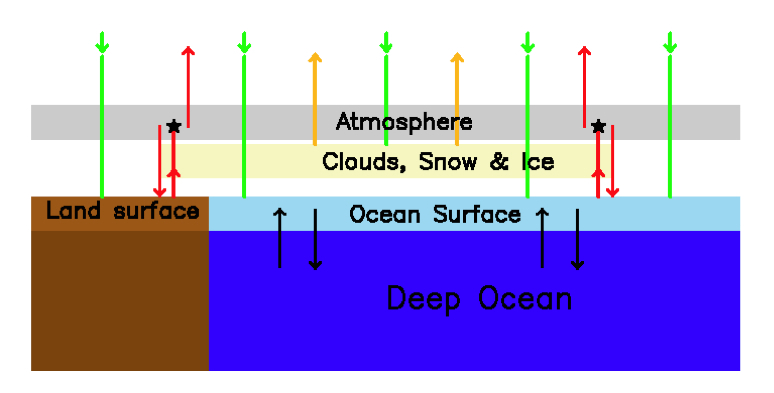 Atmosphere
Clouds, Snow & Ice
Land surface
Ocean Surface
Deep Ocean